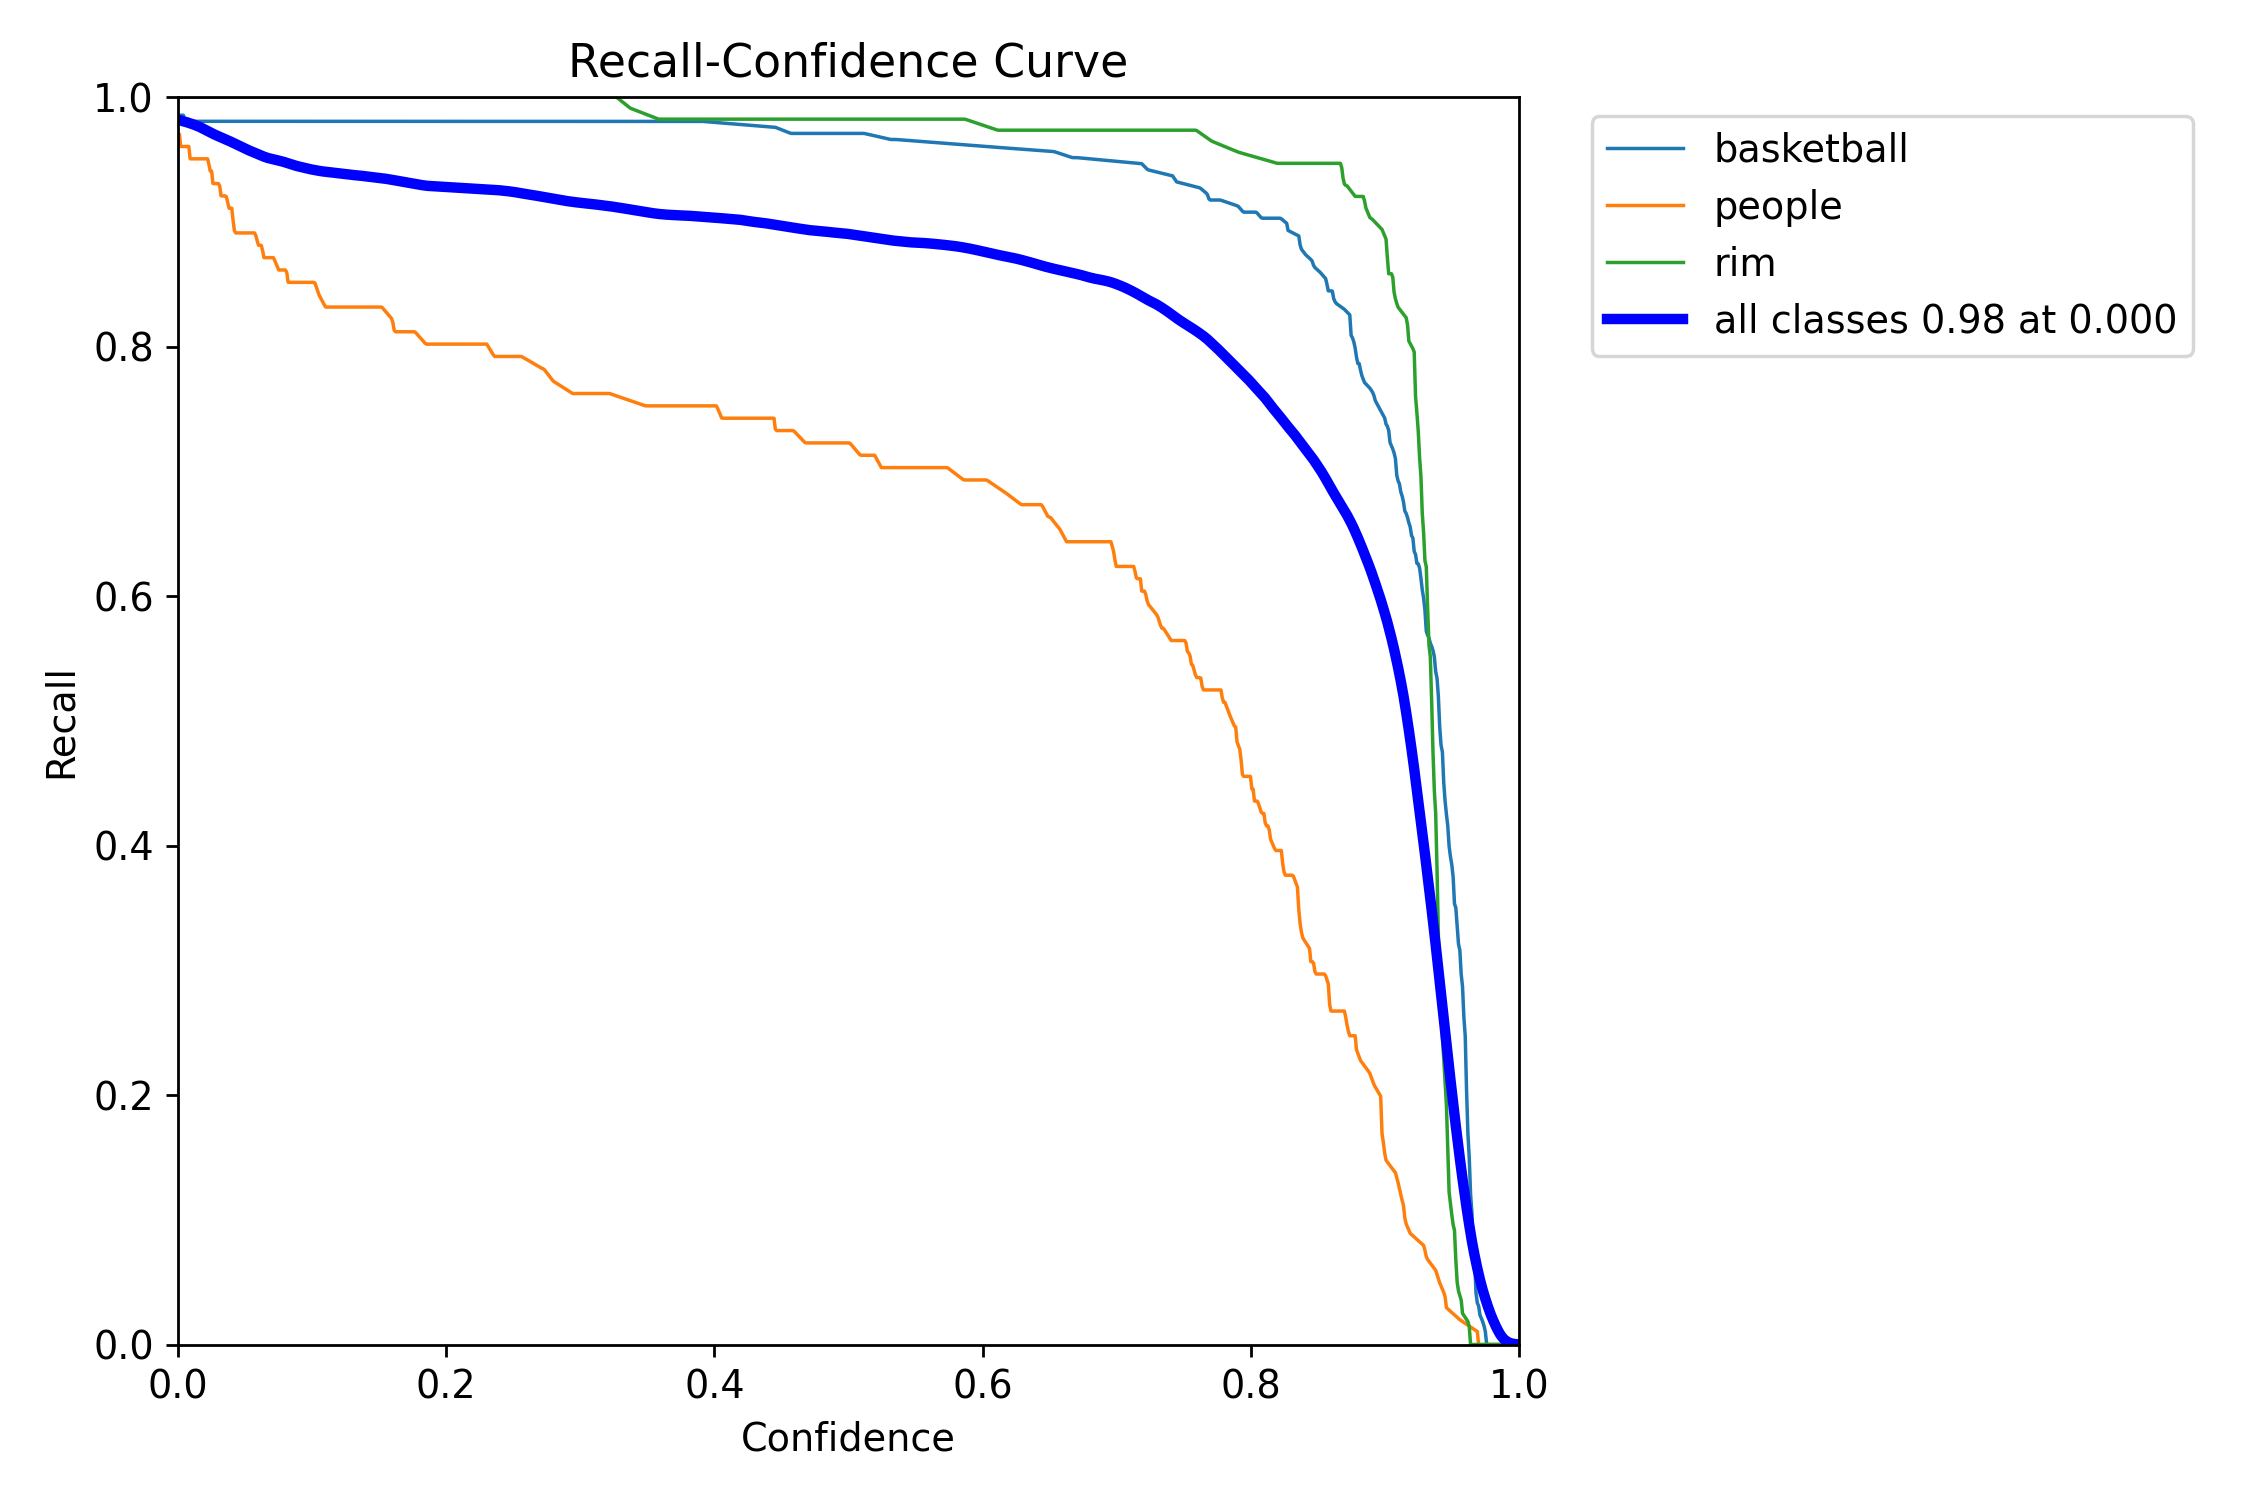 Recall-Confidence Curve
1.0
0.8
0.6
0.4
0.2
0.0
Recall
0.0 0.2 0.4 0.6 0.8 1.0
Confidence
basketball
people
rim
all classes 0.98 at 0.000